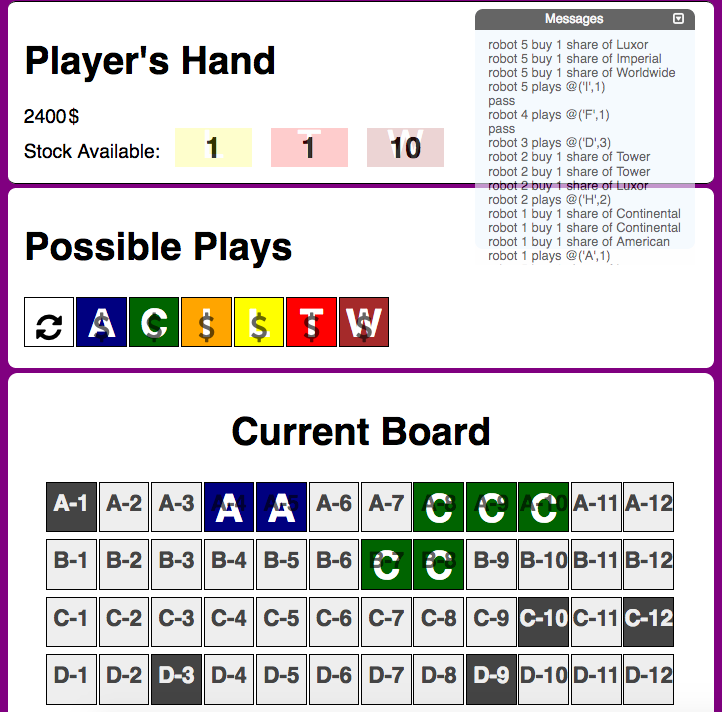 Messages
robot 5 buy 1 share of Luxor
robot 5 buy 1 share of Imperial
robot 5 buy 1 share of Worldwide
robot 5 plays @('I',1)
pass
robot 4 plays @('F',1)
pass
robot 3 plays @('D',3)
robot 2 buy 1 share of Tower
robot 2 buy 1 share of Tower
robot 2 buy 1 share of Luxor
robot 2 plays @('H',2)
robot 1 buy 1 share of Continental
robot 1 buy 1 share of Continental
robot 1 buy 1 share of American
robot 1 plays @('A',1)
Player's Hand
2400$
Stock Available: L 1 T 1 W 10
Possible Plays
A $ C $ I $ L $ T $ W $
Current Board
A-1 A-2 A-3 A-4 A A-5 A A-6 A-7 A-8 C A-9 C A-10 C A-11 A-12
B-1 B-2 B-3 B-4 B-5 B-6 B-7 C B-8 C B-9 B-10 B-11 B-12
C-1 C-2 C-3 C-4 C-5 C-6 C-7 C-8 C-9 C-10 C-11 C-12
D-1 D-2 D-3 D-4 D-5 D-6 D-7 D-8 D-9 D-10 D-11 D-12